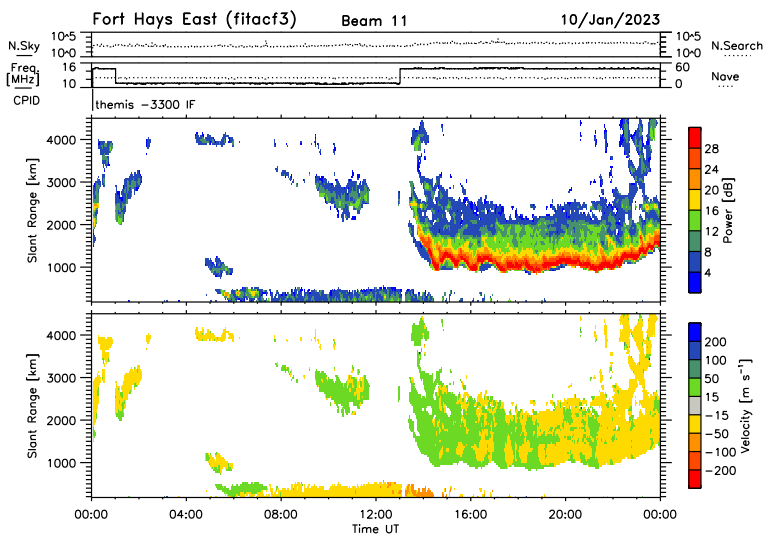 Fort Hays East (fitacf3) Beam 11 10/Jan/2023
N.Sky 10^5 10^0 10^5 10^0 N.Search
Freq. [MHz] 16 10 60 0 Nave
CPID themis -3300 IF
Slant Range [km] 4000 3000 2000 1000
Power [dB] 28 24 20 16 12 8 4
Slant Range [km] 4000 3000 2000 1000
Velocity [m s⁻¹] 200 100 50 15 -15 -50 -100 -200
00:00 04:00 08:00 12:00 16:00 20:00 00:00
Time UT